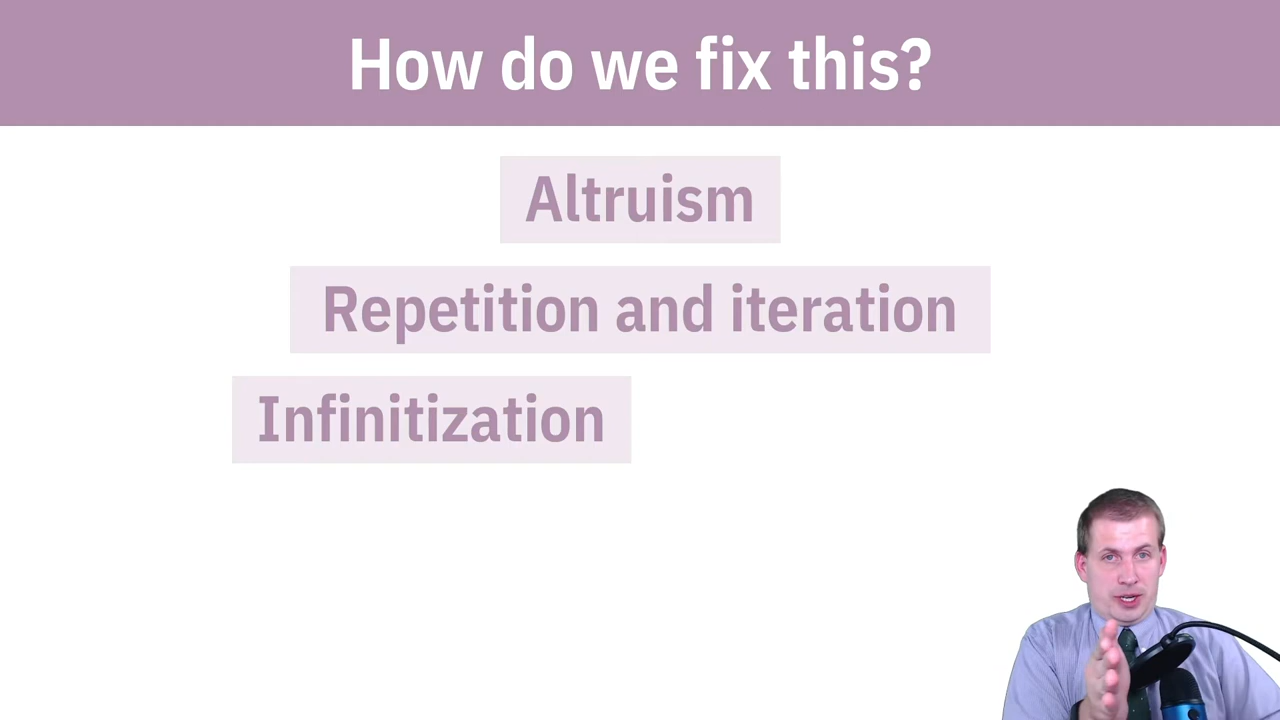 How do we fix this?
Altruism
Repetition and iteration
Infinitization